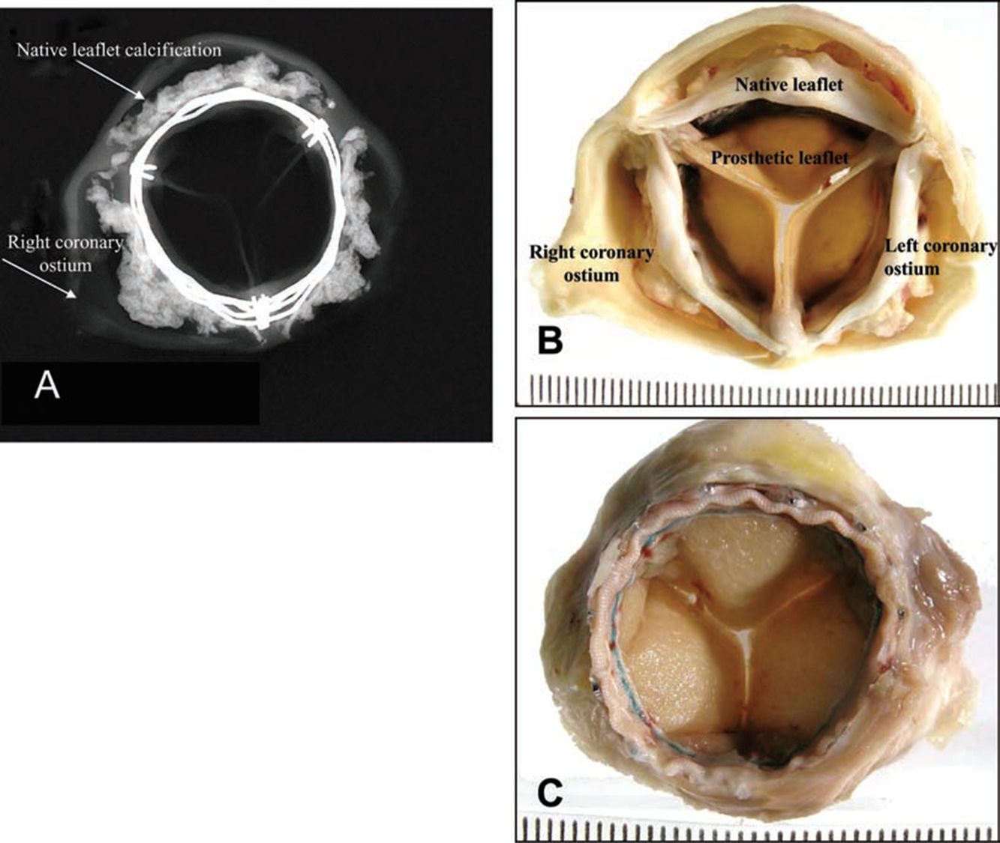 Native leaflet calcification
Right coronary
ostium
A
Native leaflet
Prosthetic leaflet
Right coronary
ostium
Left coronary
ostium
B
C